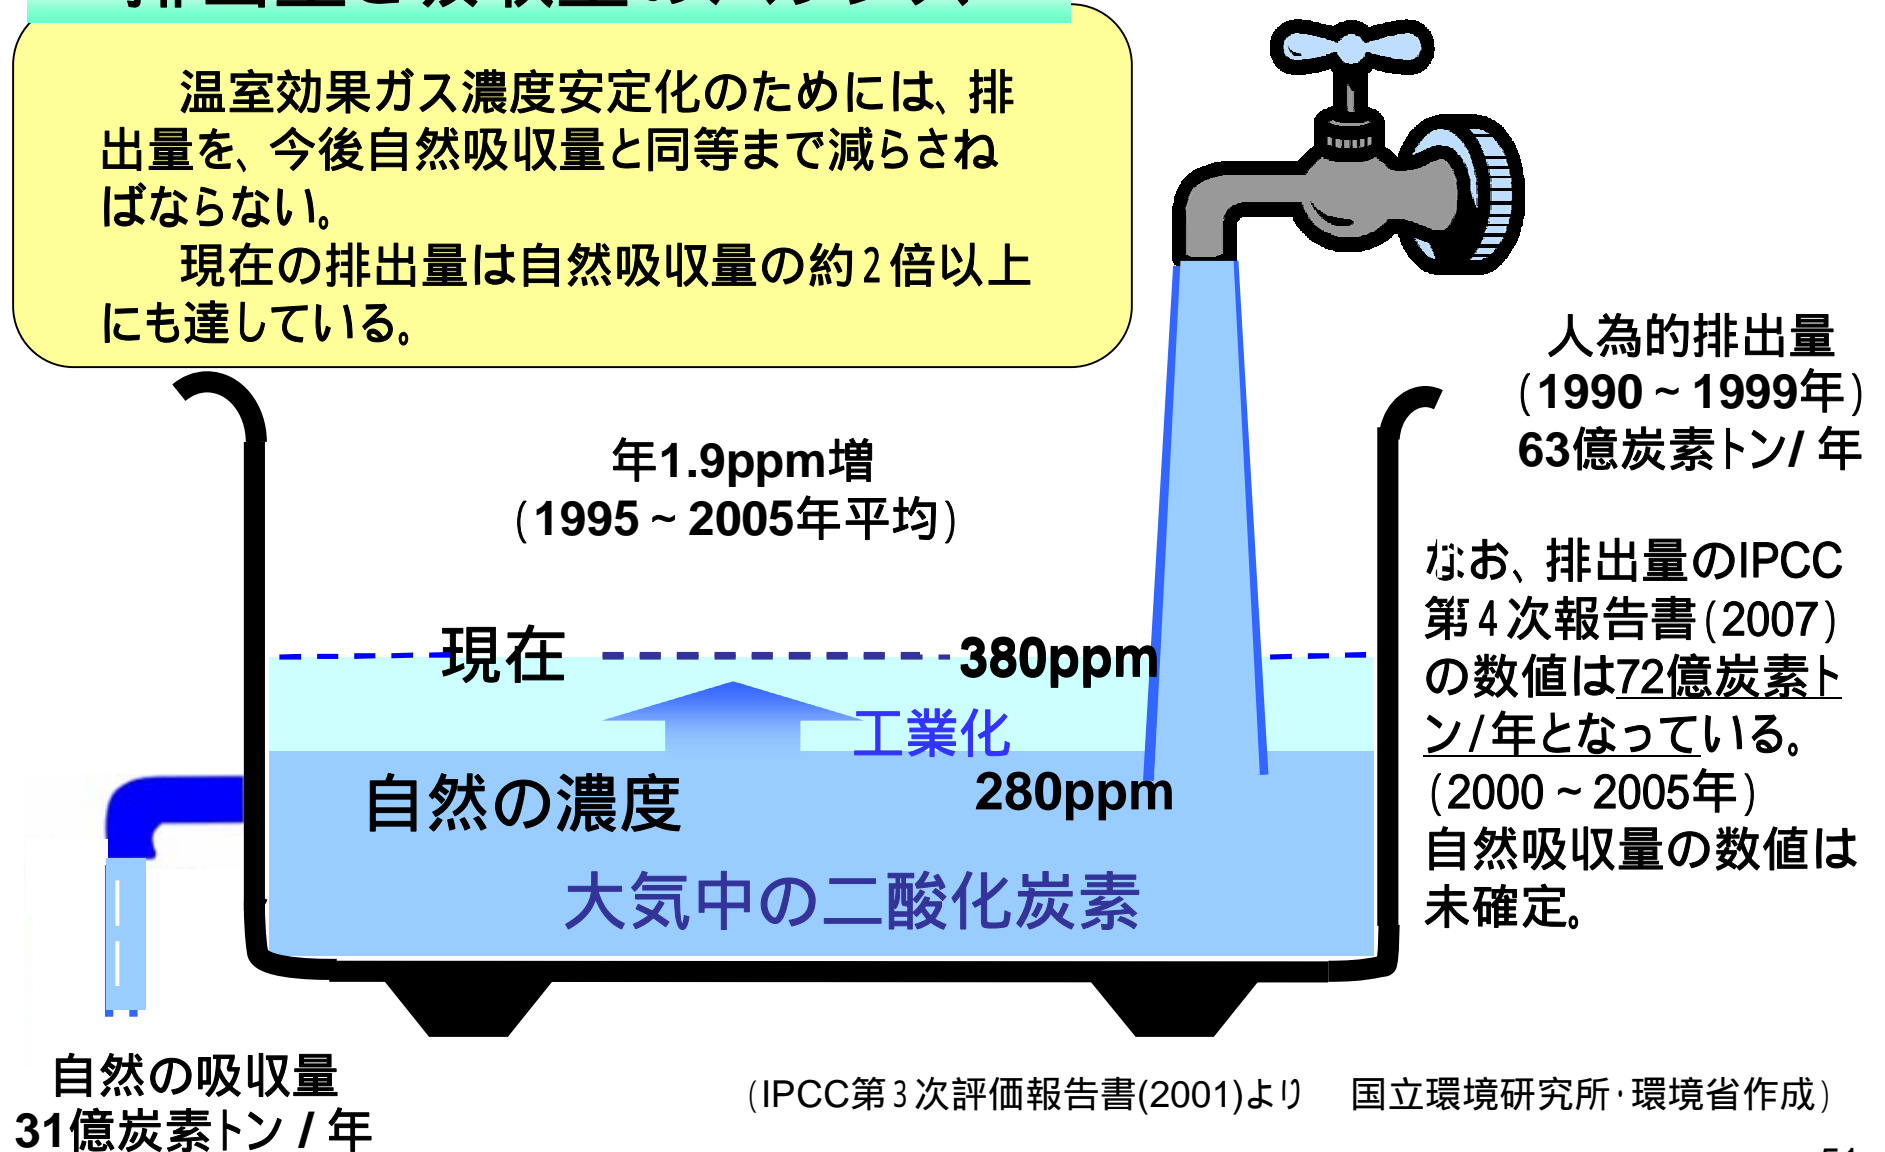 温室効果ガス濃度安定化のためには、排
出量を、今後自然吸収量と同等まで減らさね
ばならない。
現在の排出量は自然吸収量の約2倍以上
にも達している。
人為的排出量
(1990～1999年)
63億炭素トン/年
年1.9ppm増
(1995～2005年平均)
なお、排出量のIPCC
第4次報告書(2007)
の数値は72億炭素ト
ン/年となっている。
(2000～2005年)
自然吸収量の数値は
未確定。
現在 380ppm
工業化
自然の濃度 280ppm
大気中の二酸化炭素
自然の吸収量
31億炭素トン/年
(IPCC第3次評価報告書(2001)より 国立環境研究所・環境省作成)